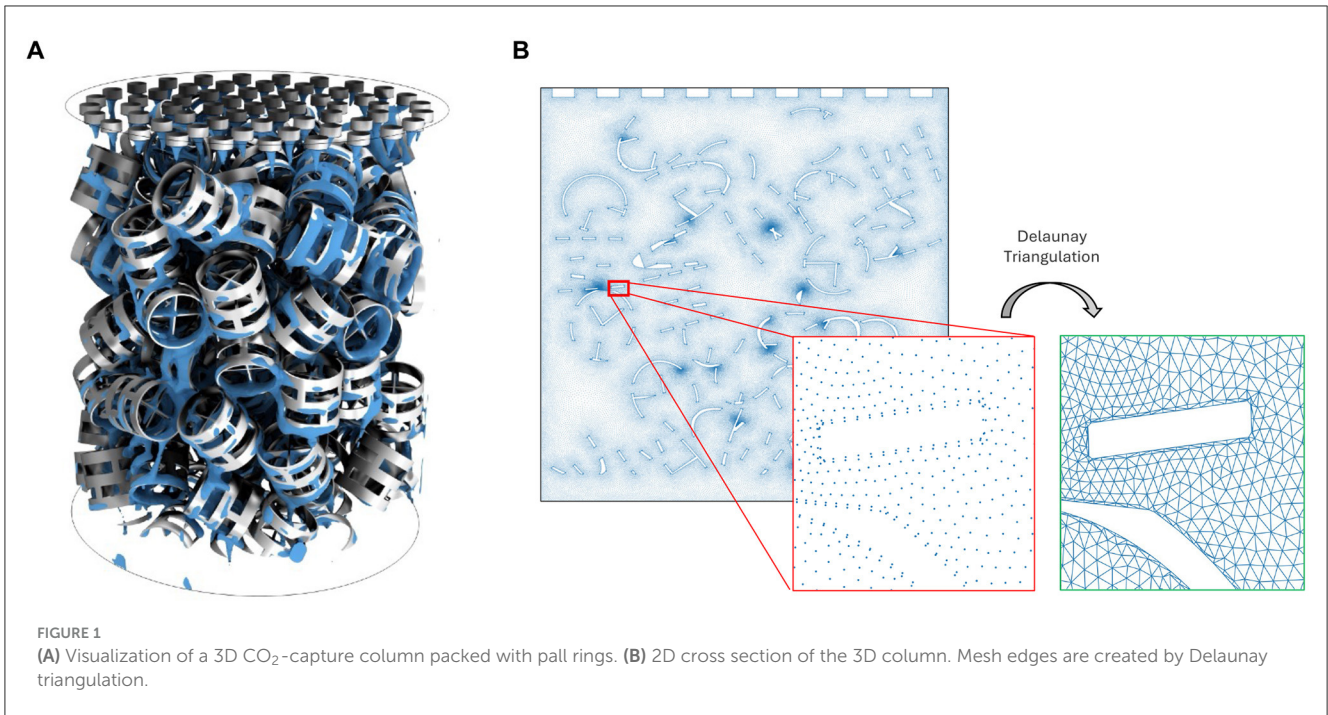 A
B
Delaunay
Triangulation
FIGURE 1
(A) Visualization of a 3D CO₂-capture column packed with pall rings. (B) 2D cross section of the 3D column. Mesh edges are created by Delaunay
triangulation.